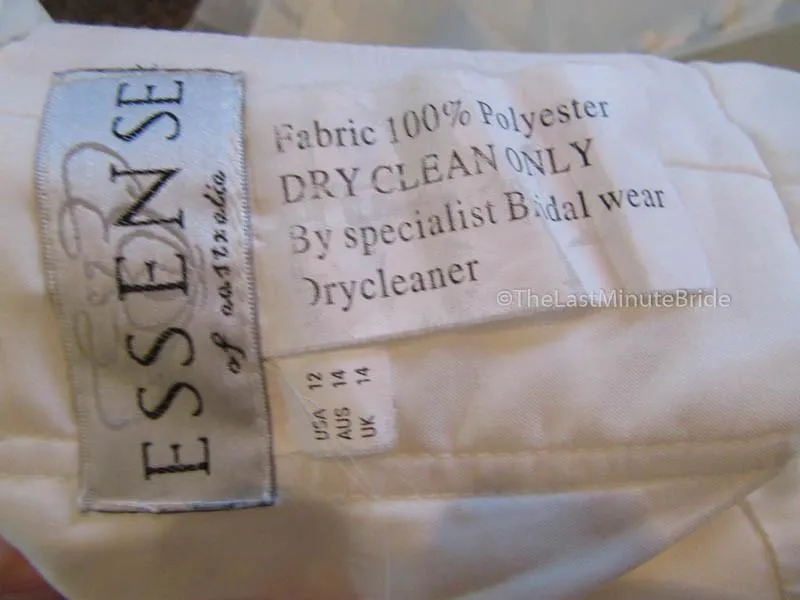 ESSENSE
of australia
Fabric 100% Polyester
DRY CLEAN ONLY
By specialist Bridal wear
Drycleaner
©TheLastMinuteBride
USA 12
AUS 14
UK 14